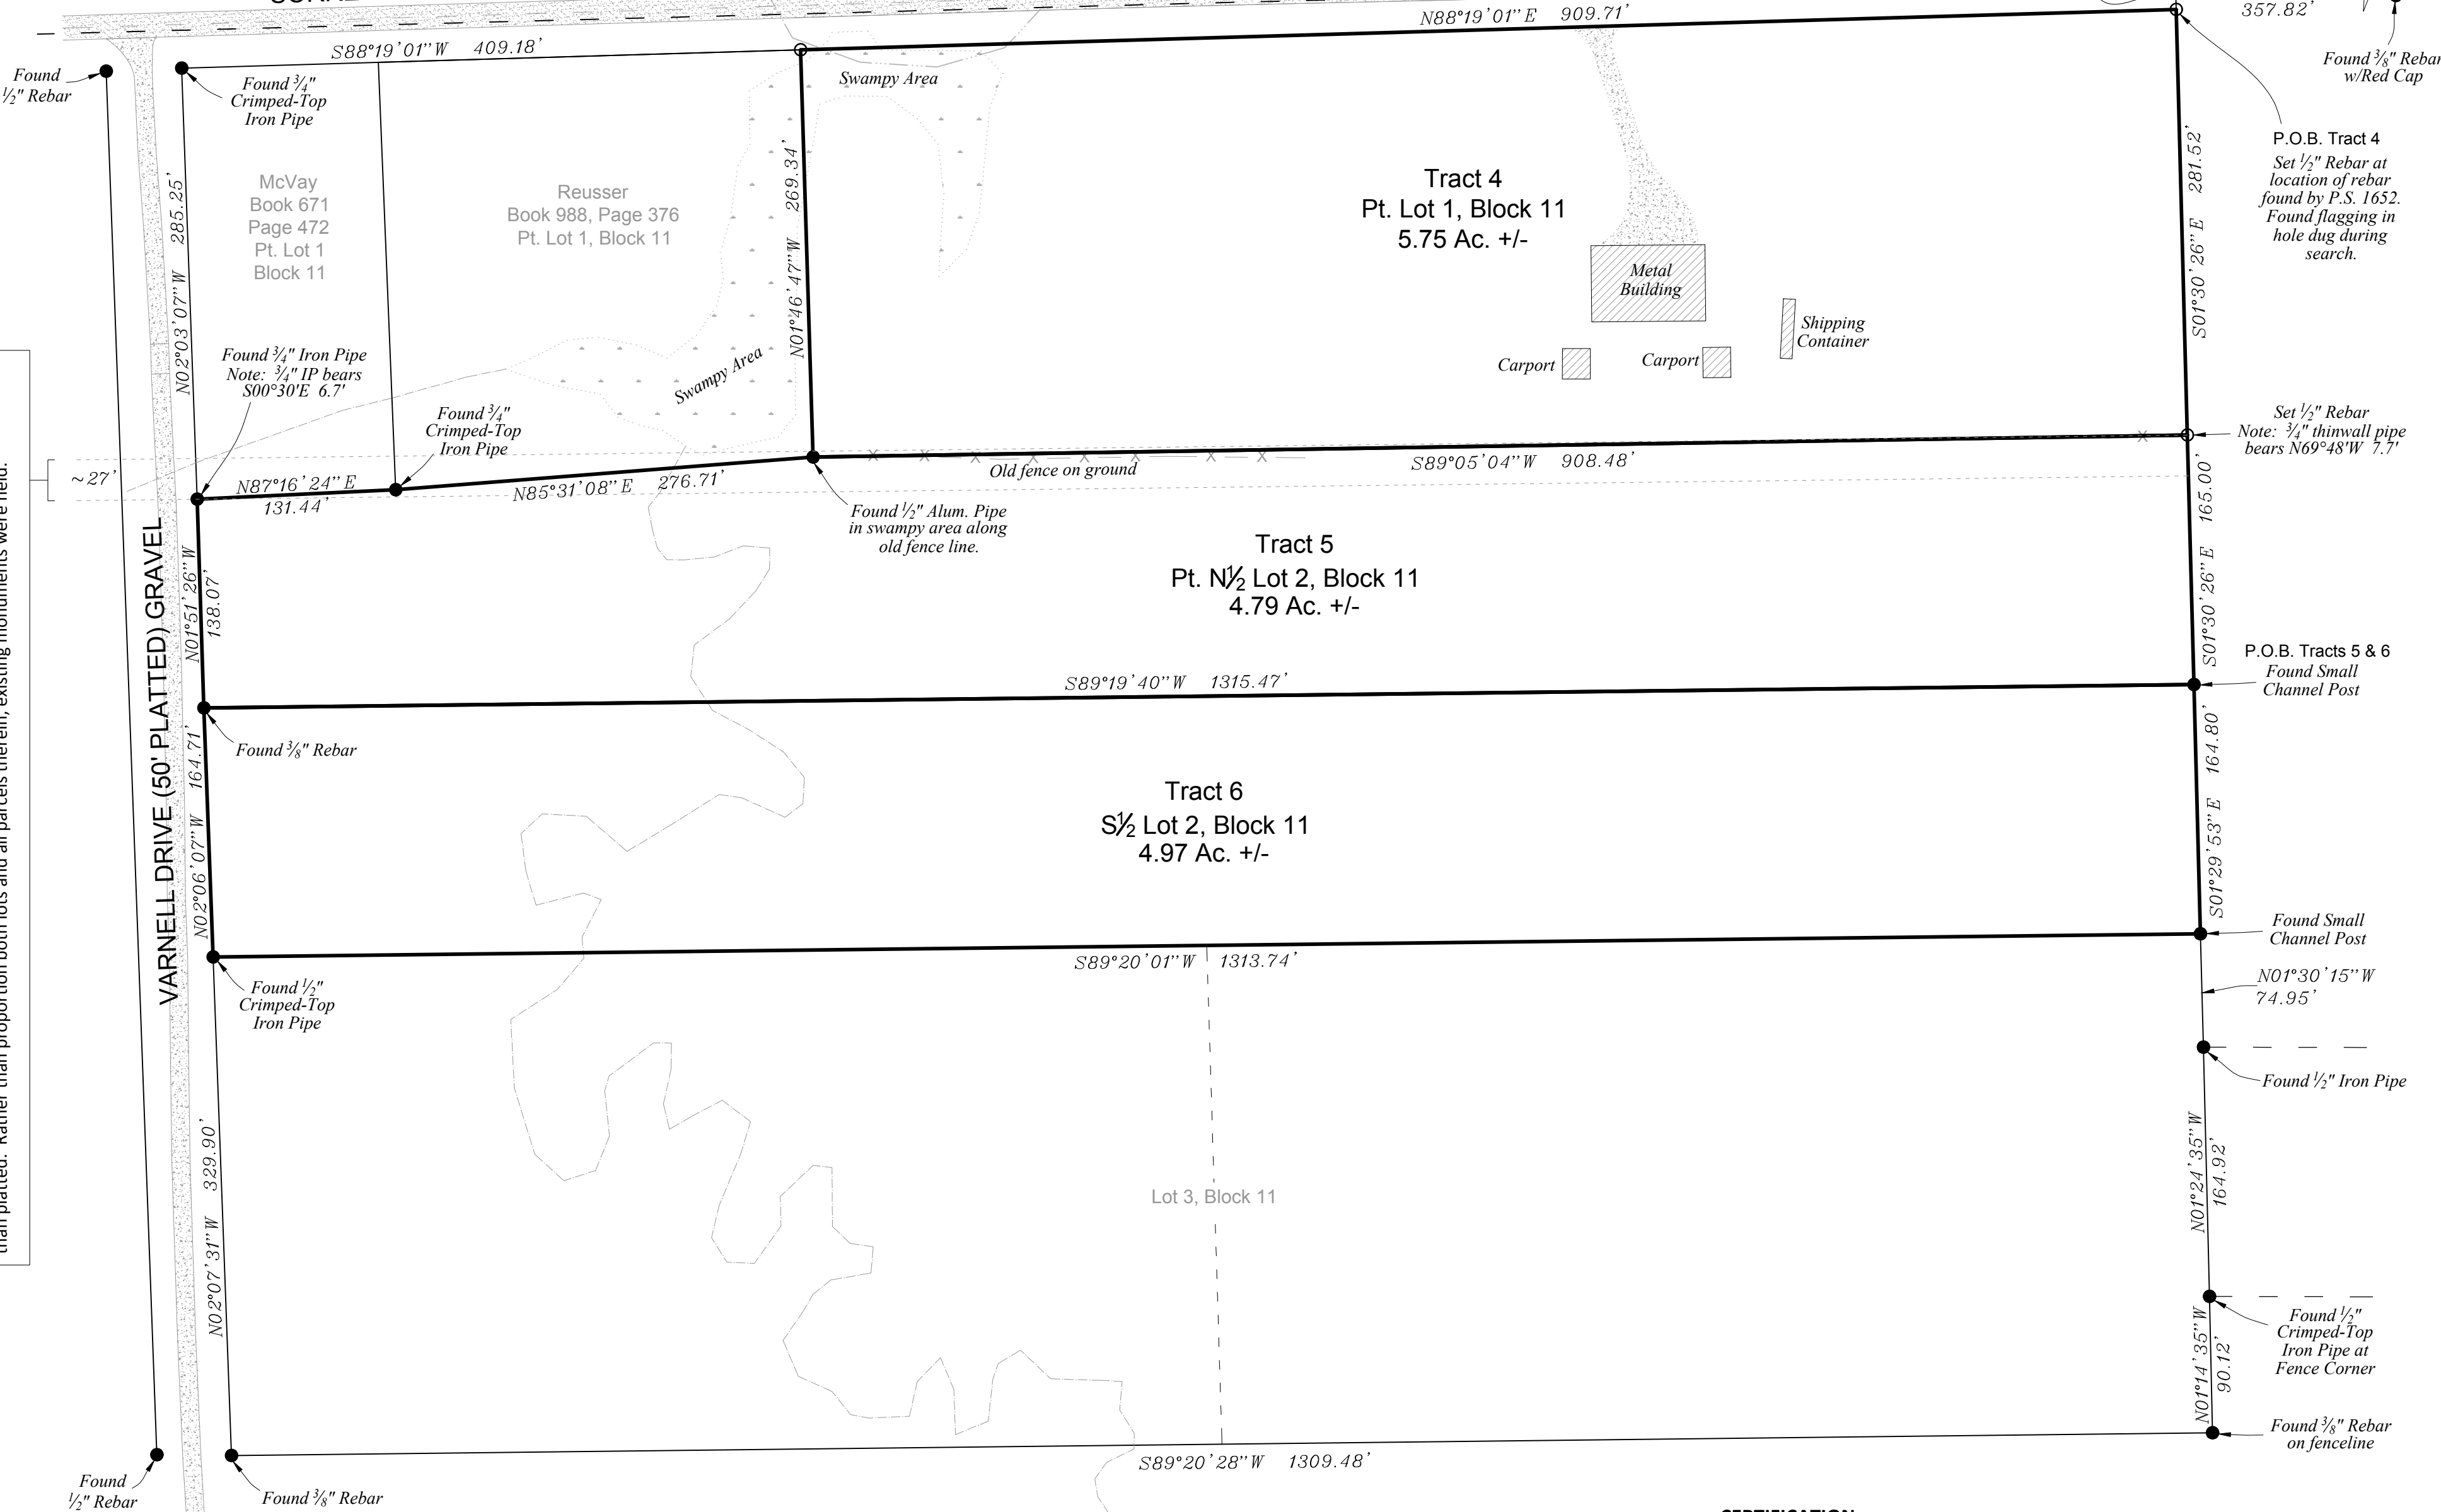 S88°19'01"W 409.18'
N88°19'01"E 909.71'
357.82'
Found
1/2" Rebar
Found 3/4"
Crimped-Top
Iron Pipe
Swampy Area
Found 3/8" Rebar
w/Red Cap
P.O.B. Tract 4
Set 1/2" Rebar at
location of rebar
found by P.S. 1652.
Found flagging in
hole dug during
search.
N02°03'07"W 285.25'
McVay
Book 671
Page 472
Pt. Lot 1
Block 11
Reusser
Book 988, Page 376
Pt. Lot 1, Block 11
N01°46'47"W 269.34'
Tract 4
Pt. Lot 1, Block 11
5.75 Ac. +/-
S01°30'26"E 281.52'
Metal
Building
Shipping
Container
Carport
Carport
Found 3/4" Iron Pipe
Note: 3/4" IP bears
S00°30'E 6.7'
Swampy Area
Found 3/4"
Crimped-Top
Iron Pipe
Set 1/2" Rebar
Note: 3/4" thinwall pipe
bears N69°48'W 7.7'
~27'
N87°16'24"E
131.44'
N85°31'08"E 276.71'
X X X X X X X X X X
Old fence on ground
S89°05'04"W 908.48'
Found 1/2" Alum. Pipe
in swampy area along
old fence line.
than platted. Rather than proportion both lots and all parcels therein, existing monuments were held.
VARNELL DRIVE (50' PLATTED) GRAVEL
N01°51'26"W
138.07'
Tract 5
Pt. N1/2 Lot 2, Block 11
4.79 Ac. +/-
S01°30'26"E 165.00'
P.O.B. Tracts 5 & 6
Found Small
Channel Post
S89°19'40"W 1315.47'
Found 3/8" Rebar
N02°06'07"W 164.71'
Tract 6
S1/2 Lot 2, Block 11
4.97 Ac. +/-
S01°29'53"E 164.80'
Found Small
Channel Post
S89°20'01"W 1313.74'
Found 1/2"
Crimped-Top
Iron Pipe
N01°30'15"W
74.95'
Found 1/2" Iron Pipe
N02°07'31"W 329.90'
Lot 3, Block 11
N01°24'35"W
164.92'
Found 1/2"
Crimped-Top
Iron Pipe at
Fence Corner
N01°14'35"W
90.12'
Found 3/8" Rebar
on fenceline
S89°20'28"W 1309.48'
Found
1/2" Rebar
Found 3/8" Rebar